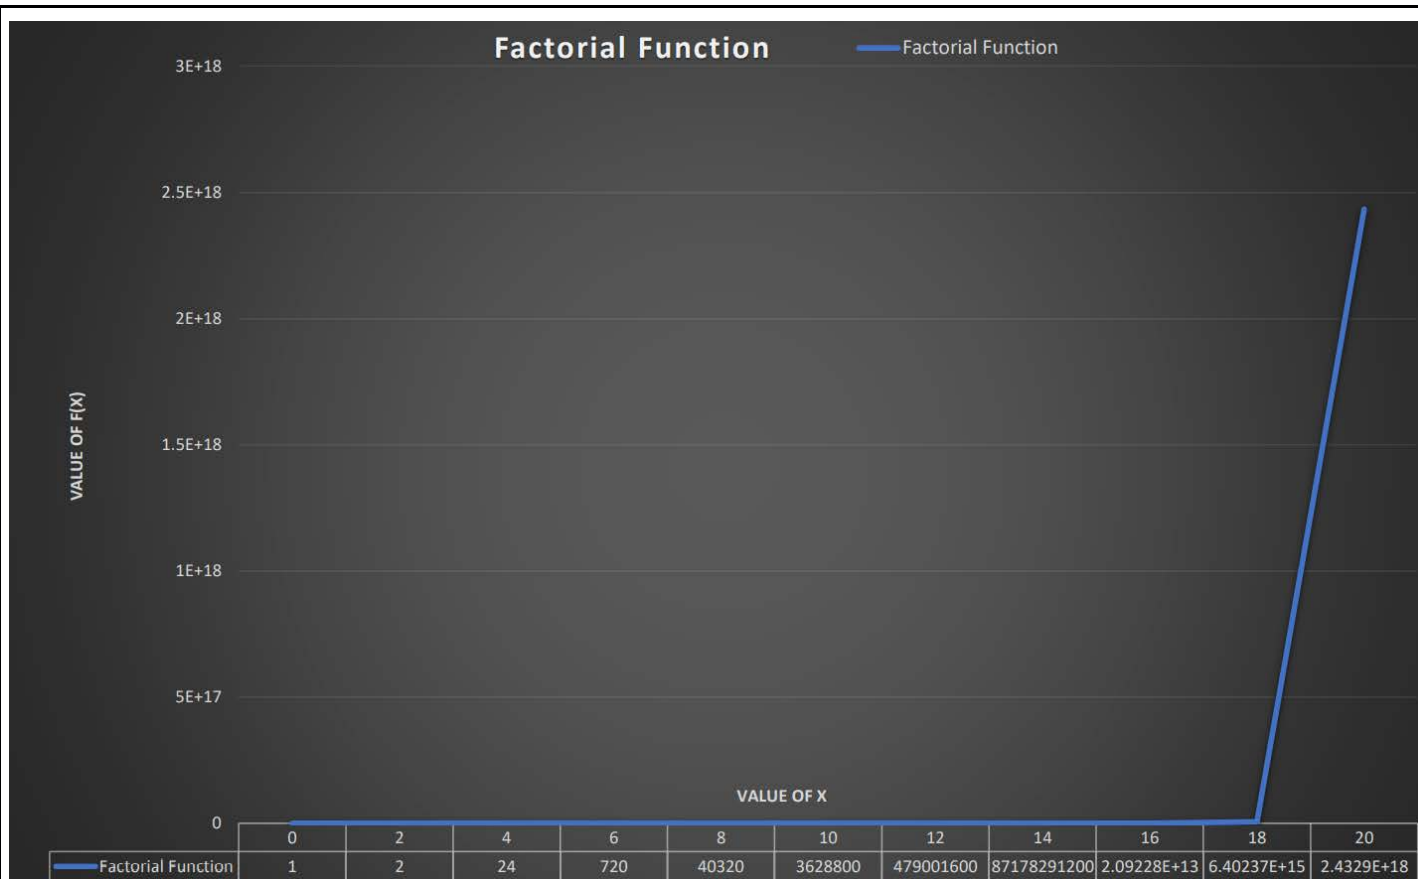 Factorial Function
Factorial Function
3E+18
2.5E+18
2E+18
1.5E+18
1E+18
5E+17
0
VALUE OF F(X)
VALUE OF X
0 2 4 6 8 10 12 14 16 18 20
Factorial Function 1 2 24 720 40320 3628800 479001600 87178291200 2.09228E+13 6.40237E+15 2.4329E+18